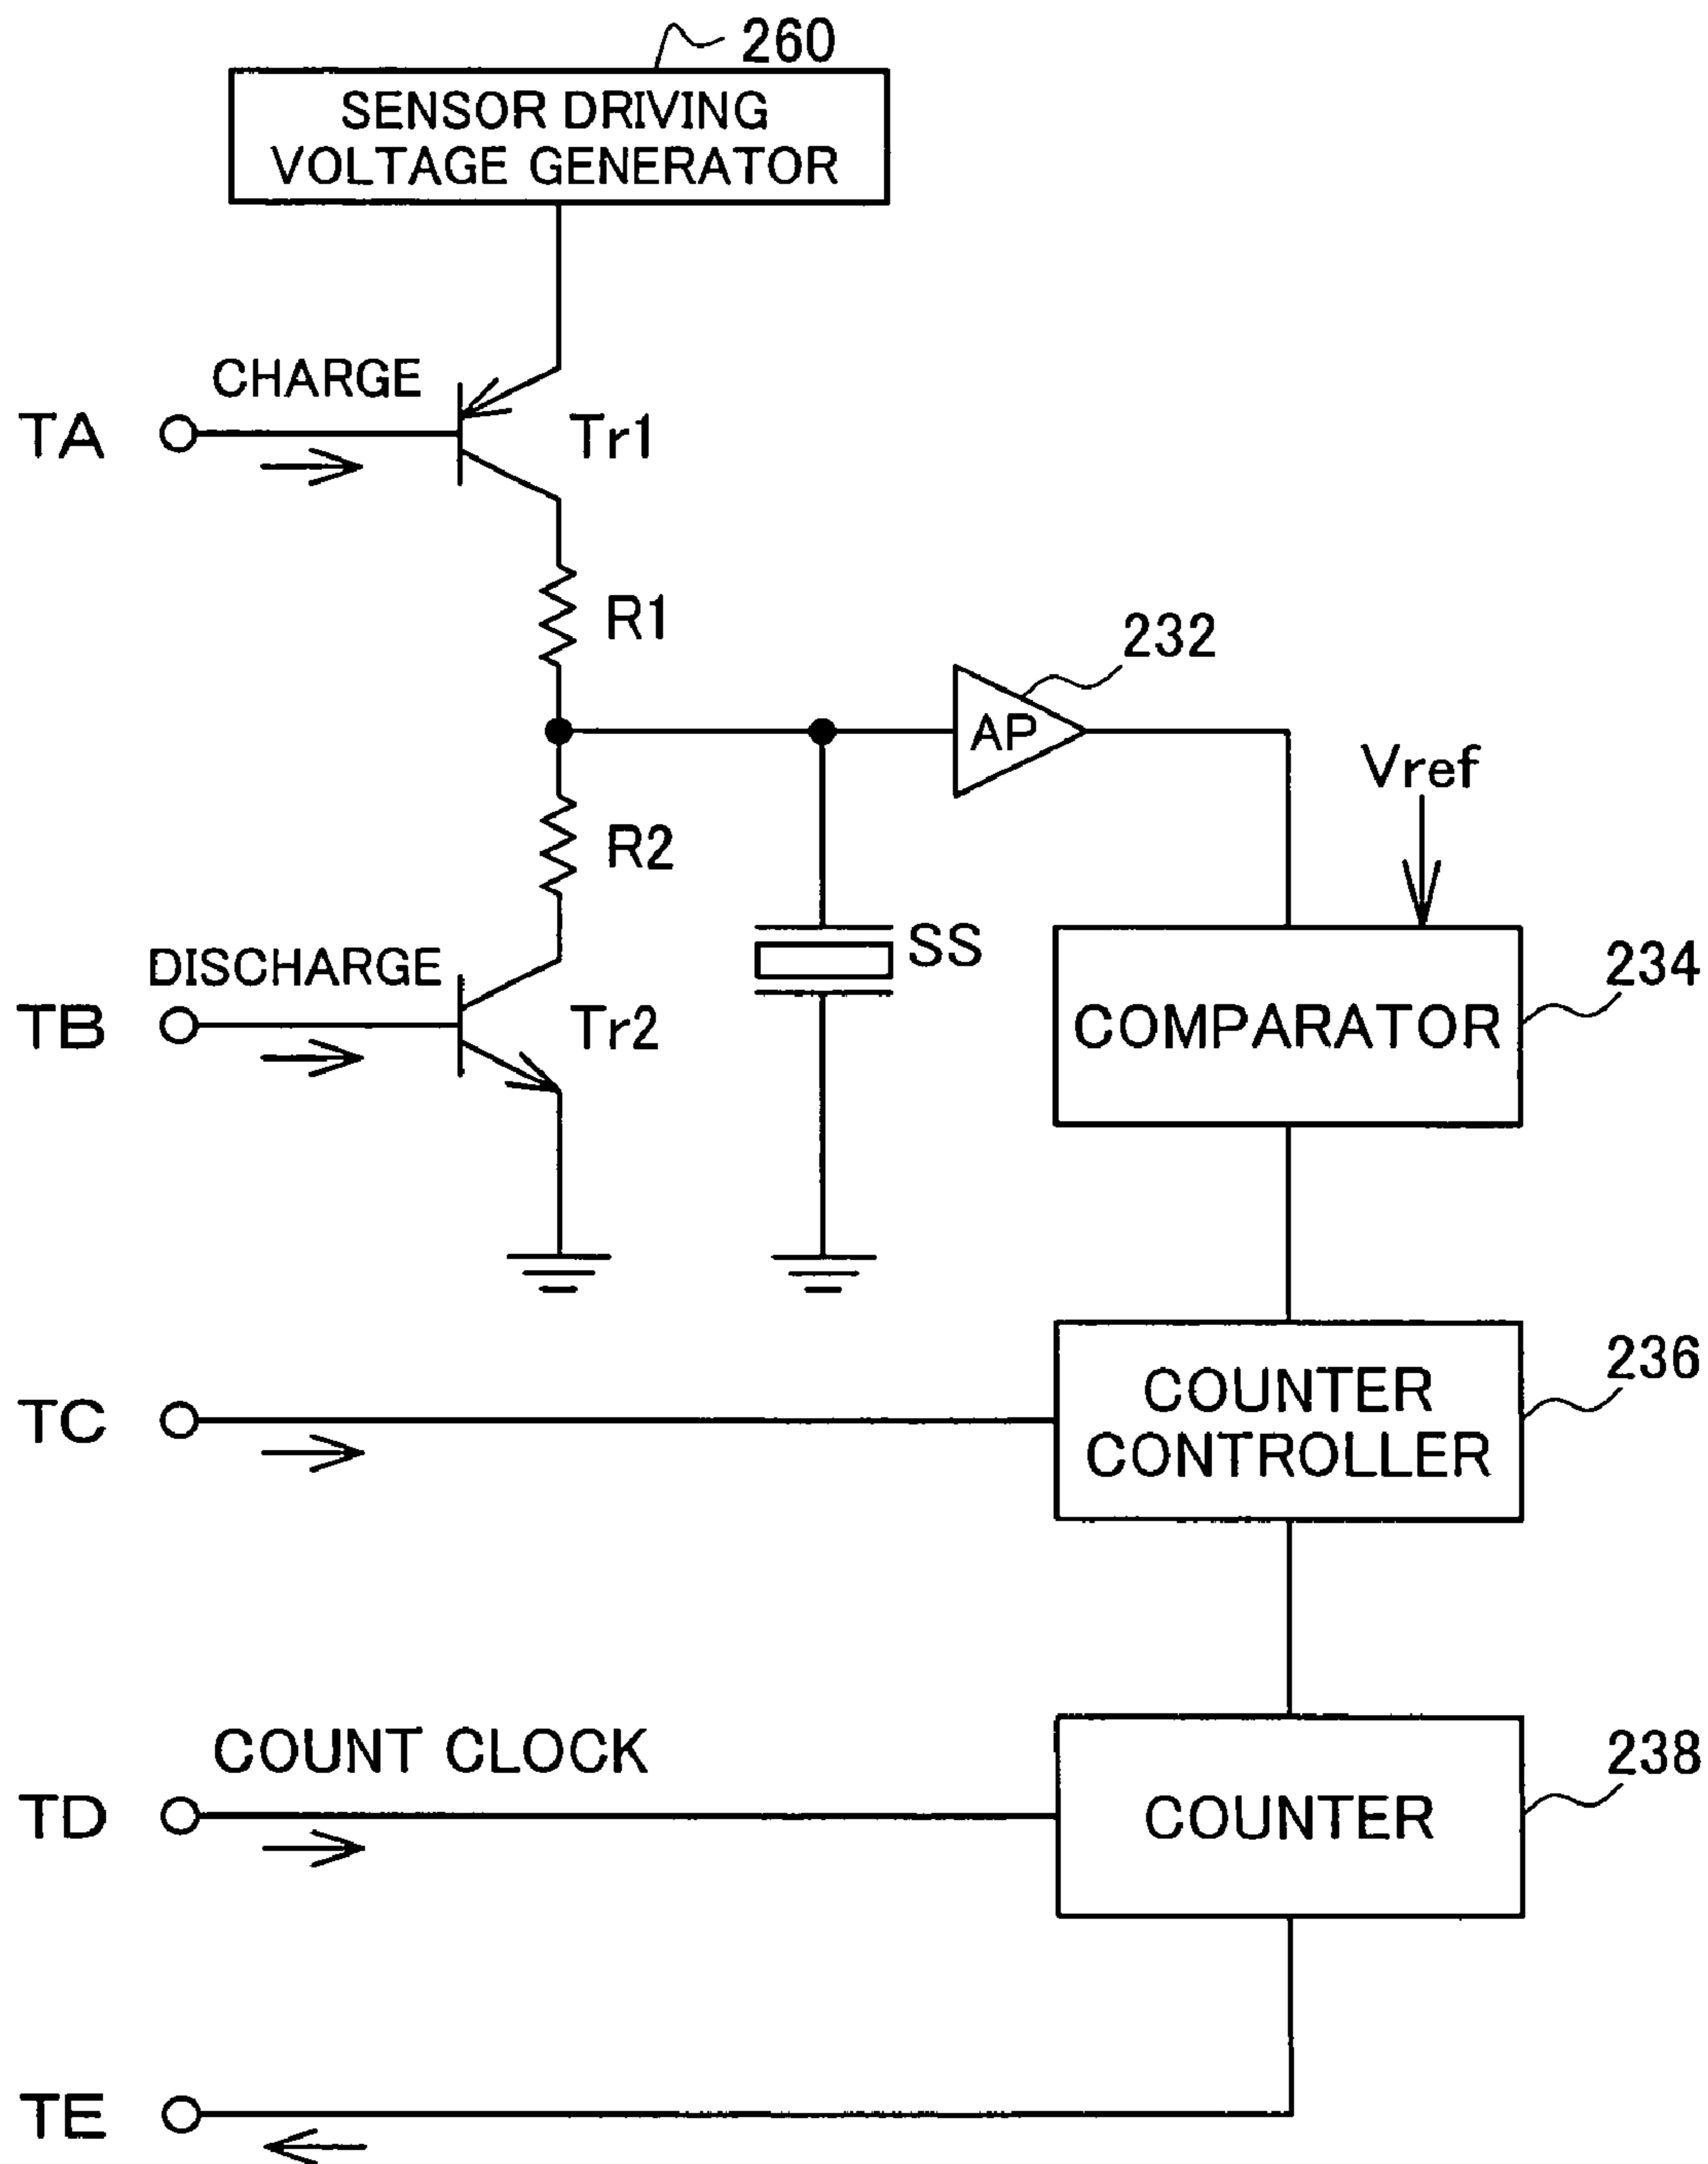 260
SENSOR DRIVING
VOLTAGE GENERATOR
CHARGE
TA
Tr1
R1
232
AP
Vref
R2
SS
234
DISCHARGE
TB
Tr2
COMPARATOR
236
COUNTER
CONTROLLER
TC
238
COUNT CLOCK
TD
COUNTER
TE